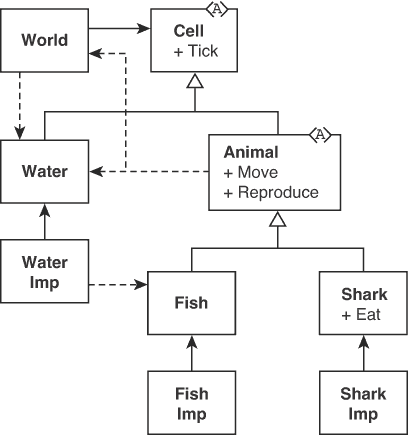 World
Cell
+ Tick
<A>
Water
Animal
+ Move
+ Reproduce
<A>
Water
Imp
Fish
Shark
+ Eat
Fish
Imp
Shark
Imp